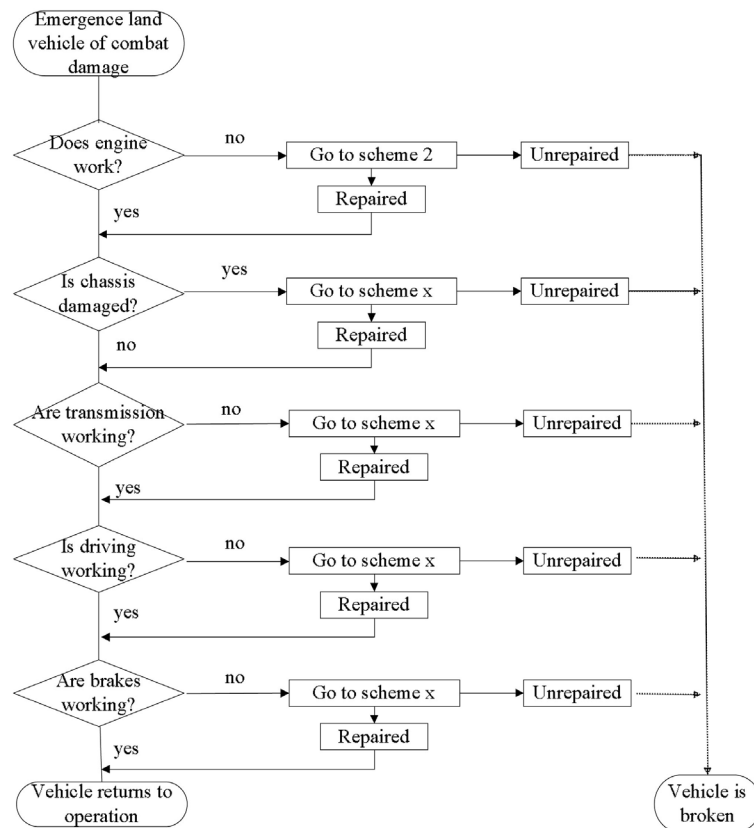 Emergence land
vehicle of combat
damage
Does engine
work?
no
Go to scheme 2
Unrepaired
Repaired
yes
Is chassis
damaged?
yes
Go to scheme x
Unrepaired
Repaired
no
Are transmission
working?
no
Go to scheme x
Unrepaired
Repaired
yes
Is driving
working?
no
Go to scheme x
Unrepaired
Repaired
yes
Are brakes
working?
no
Go to scheme x
Unrepaired
Repaired
yes
Vehicle returns to
operation
Vehicle is
broken